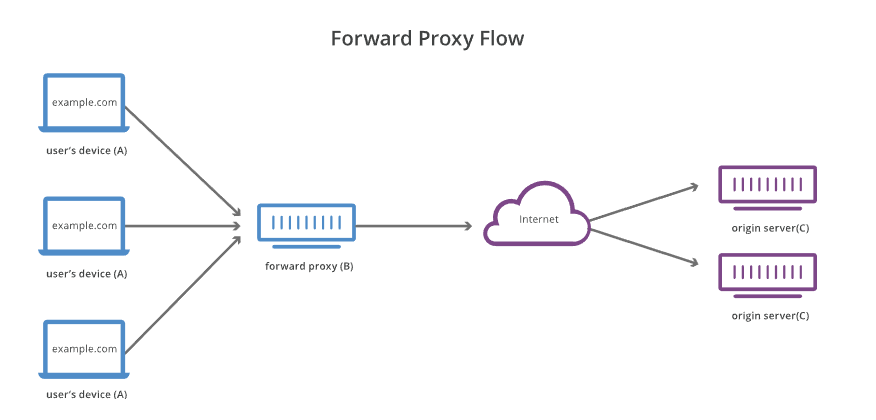 Forward Proxy Flow
example.com
user's device (A)
example.com
user's device (A)
example.com
user's device (A)
forward proxy (B)
Internet
origin server(C)
origin server(C)